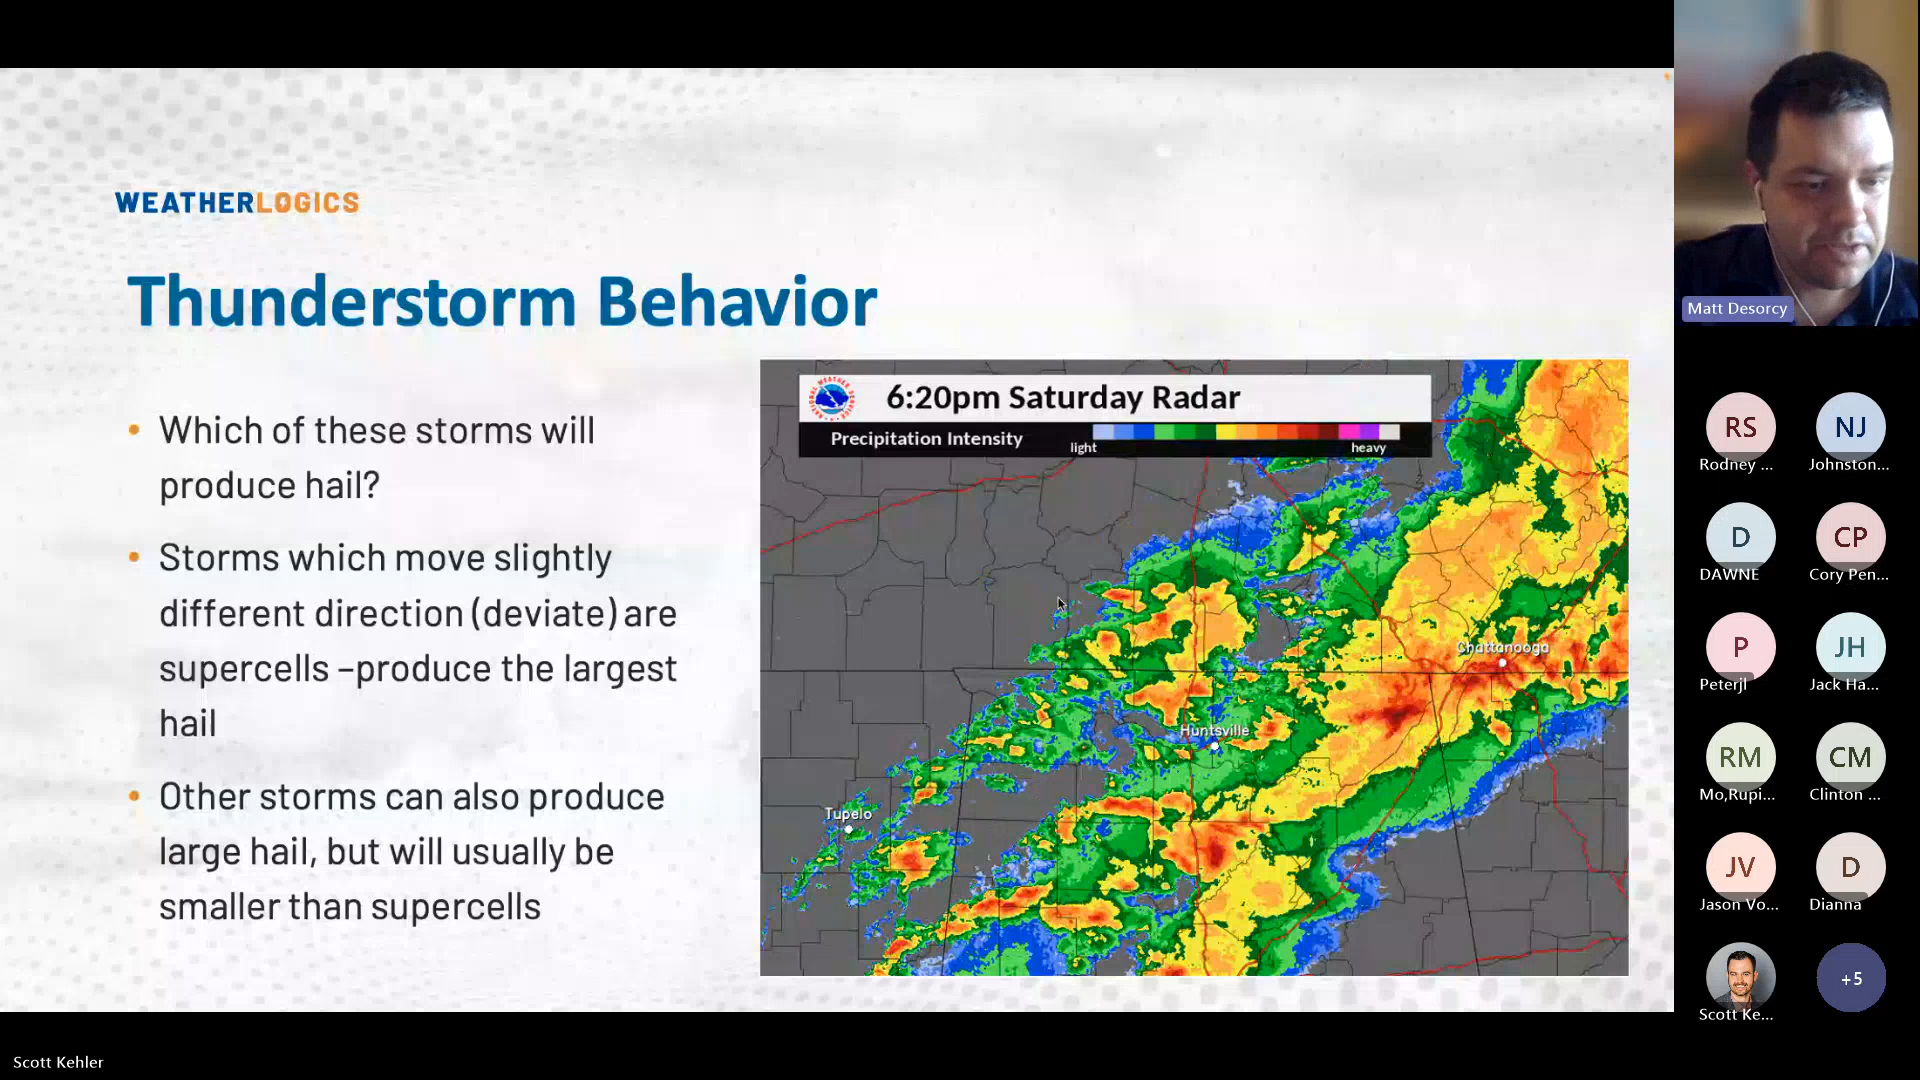 WEATHERLOGICS
Thunderstorm Behavior
• Which of these storms will
produce hail?
• Storms which move slightly
different direction (deviate) are
supercells –produce the largest
hail
• Other storms can also produce
large hail, but will usually be
smaller than supercells
6:20pm Saturday Radar
Precipitation Intensity
light
heavy
Chattanooga
Huntsville
Tupelo
Matt Desorcy
RS
NJ
Rodney ...
Johnston...
D
CP
DAWNE
Cory Pen...
P
JH
Peterjl
Jack Ha...
RM
CM
Mo,Rupi...
Clinton ...
JV
D
Jason Vo...
Dianna
+5
Scott Ke...
Scott Kehler